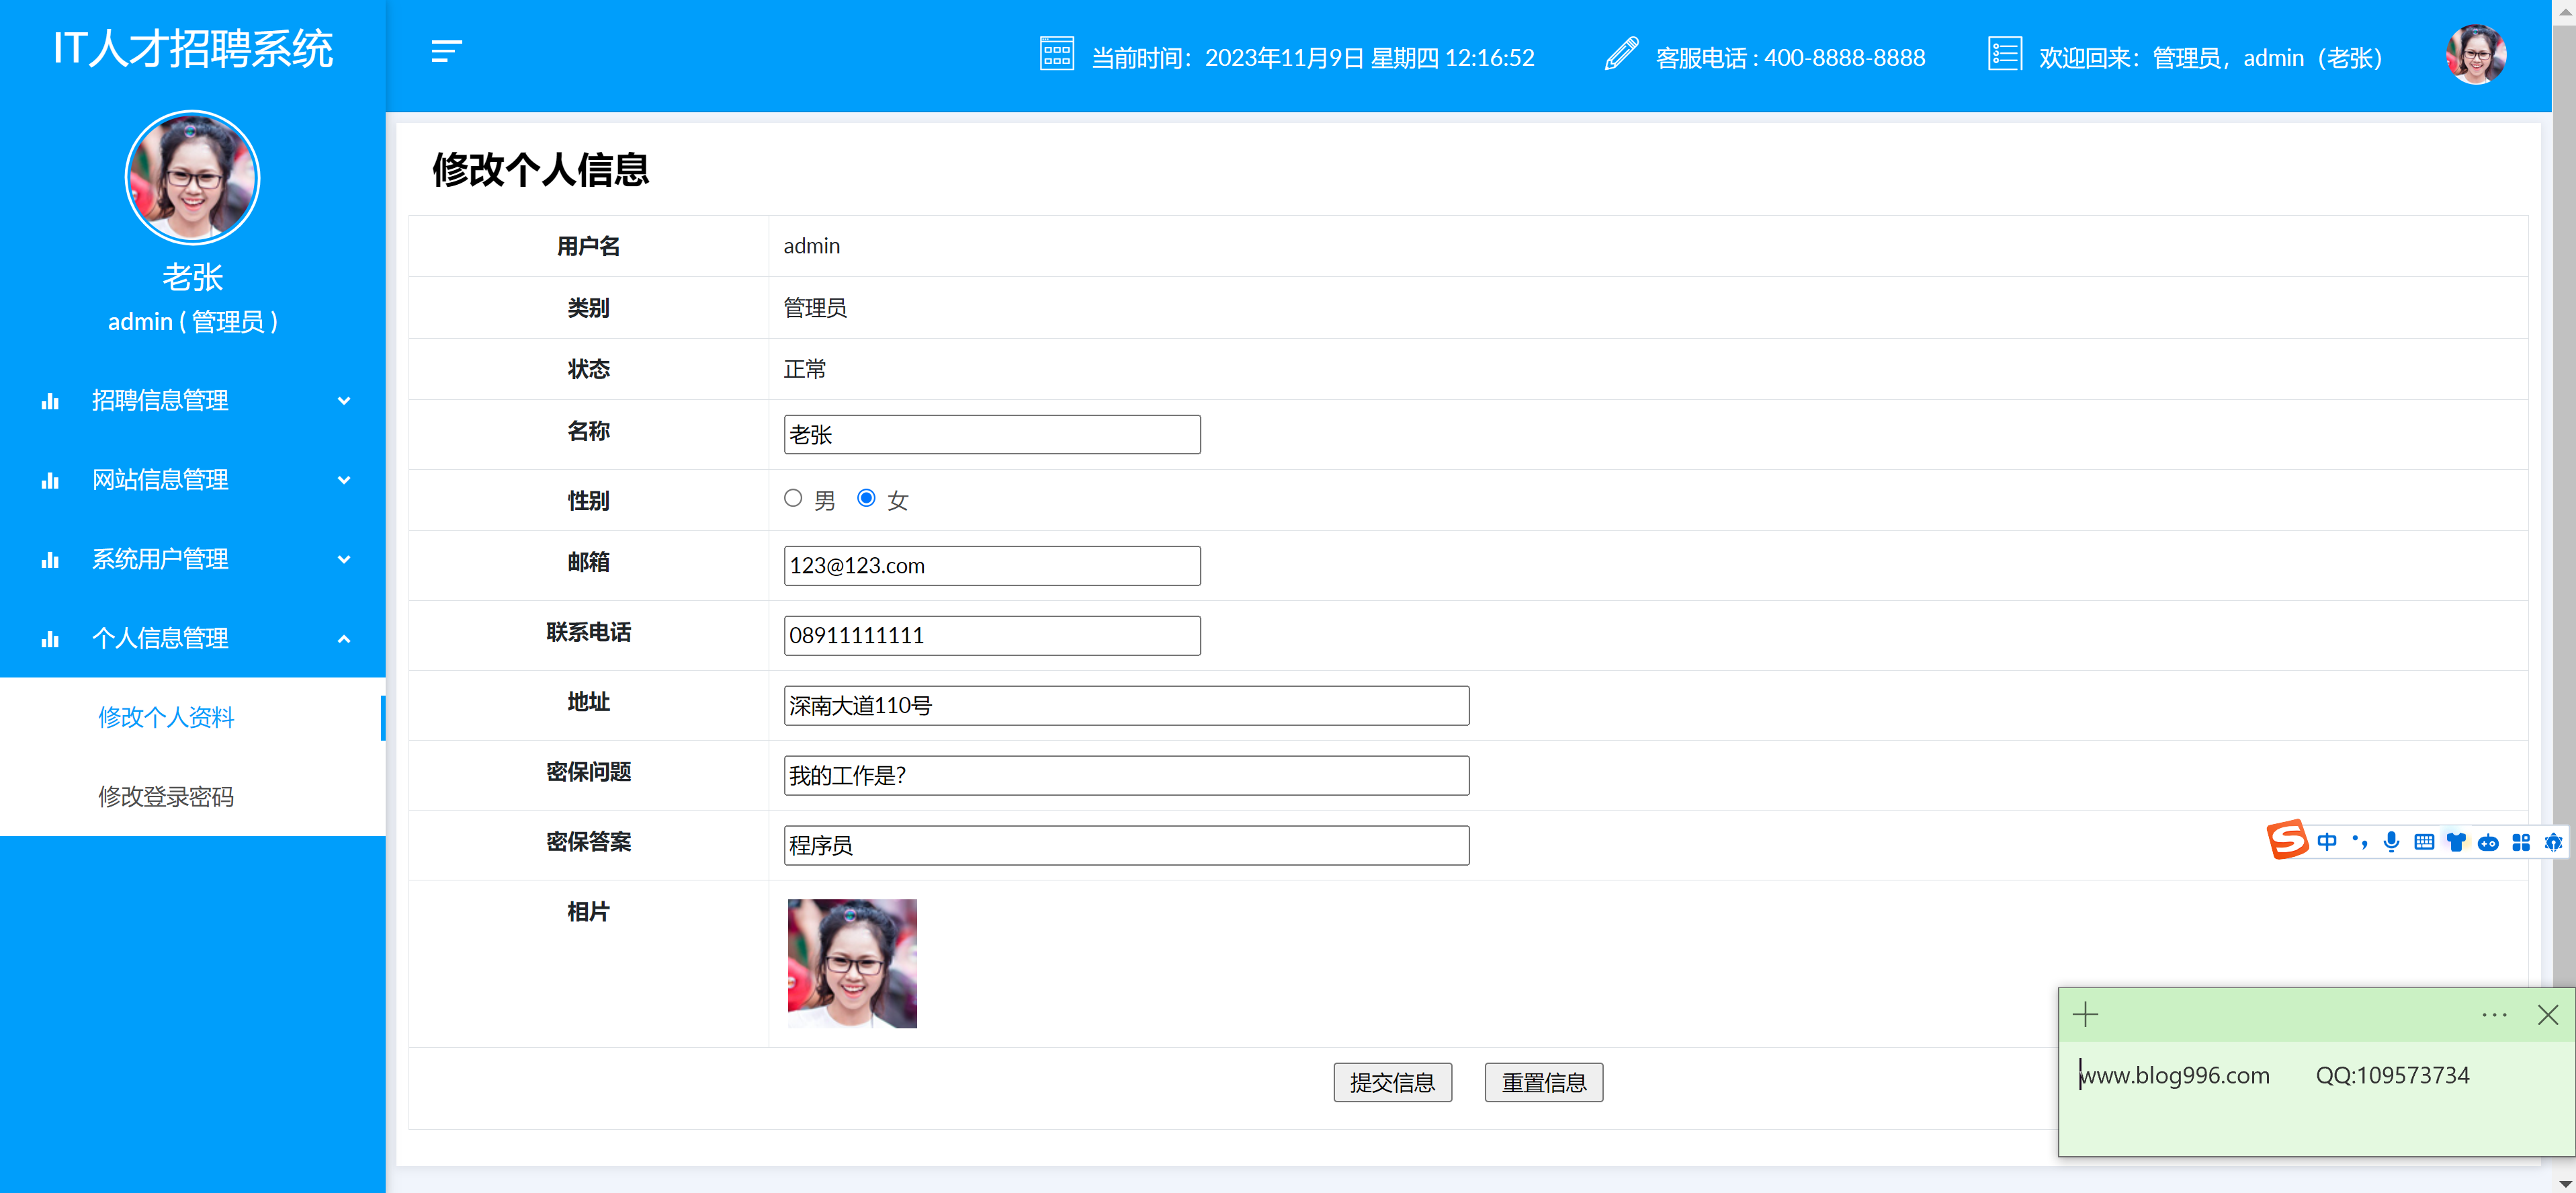 IT人才招聘系统
当前时间：2023年11月9日 星期四 12:16:52
客服电话 : 400-8888-8888
欢迎回来：管理员，admin（老张）
老张
admin ( 管理员 )
招聘信息管理
网站信息管理
系统用户管理
个人信息管理
修改个人资料
修改登录密码
修改个人信息
用户名 admin
类别 管理员
状态 正常
名称 老张
性别 男 女
邮箱 123@123.com
联系电话 08911111111
地址 深南大道110号
密保问题 我的工作是?
密保答案 程序员
相片
提交信息 重置信息
中
www.blog996.com QQ:109573734